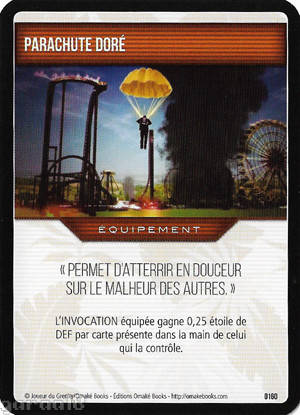 PARACHUTE DORÉ
ÉQUIPEMENT
« PERMET D'ATTERRIR EN DOUCEUR
SUR LE MALHEUR DES AUTRES. »
L'INVOCATION équipée gagne 0,25 étoile de
DEF par carte présente dans la main de celui
qui la contrôle.
© Joueur du Grenier/Omaké Books - Éditions Omaké Books - http://omakebooks.com/
0160